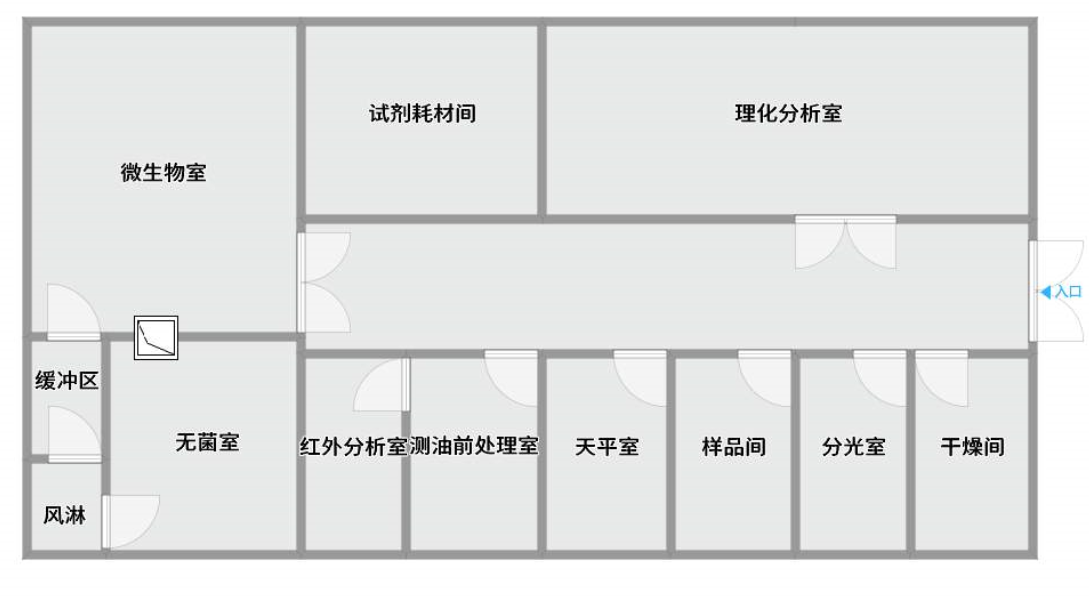 试剂耗材间
理化分析室
微生物室
入口
缓冲区
无菌室
红外分析室
测油前处理室
天平室
样品间
分光室
干燥间
风淋